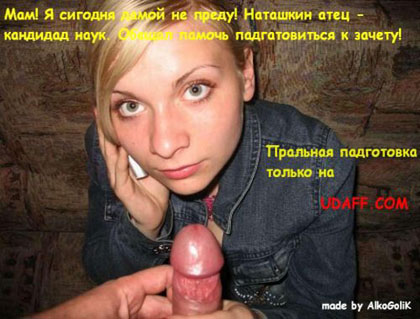 Мам! Я сигодня дамой не преду! Наташкин атец -
кандидад наук. Обищал памочь падгатовиться к зачету!
Пральная падготовка
только на
UDAFF.COM
made by AlkoGoliK